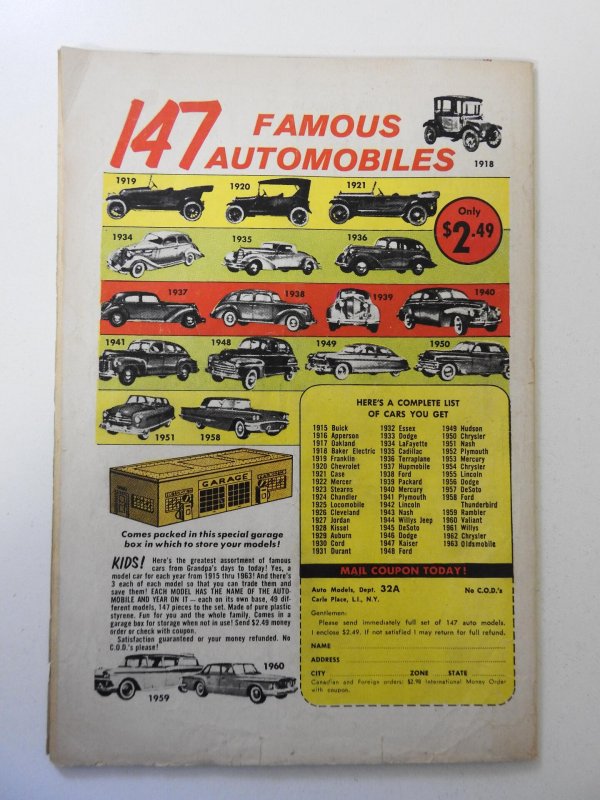 147 FAMOUS
AUTOMOBILES
1918
1919
1920
1921
Only
$2.49
1934
1935
1936
1937
1938
1939
1940
1941
1948
1949
1950
1951
1958
HERE'S A COMPLETE LIST
OF CARS YOU GET
1915 Buick
1916 Apperson
1917 Oakland
1918 Baker Electric
1919 Franklin
1920 Chevrolet
1921 Case
1922 Mercer
1923 Stearns
1924 Chandler
1925 Locomobile
1926 Cleveland
1927 Jordan
1928 Kissel
1929 Auburn
1930 Cord
1931 Durant
1932 Essex
1933 Dodge
1934 LaFayette
1935 Cadillac
1936 Terraplane
1937 Hupmobile
1938 Ford
1939 Packard
1940 Mercury
1941 Plymouth
1942 Lincoln
1943 Nash
1944 Willys Jeep
1945 DeSoto
1946 Dodge
1947 Kaiser
1948 Ford
1949 Hudson
1950 Chrysler
1951 Nash
1952 Plymouth
1953 Mercury
1954 Chrysler
1955 Lincoln
1956 Dodge
1957 DeSoto
1958 Ford
Thunderbird
1959 Rambler
1960 Valiant
1961 Willys
1962 Chrysler
1963 Oldsmobile
GARAGE
Comes packed in this special garage
box in which to store your models!
KIDS! Here's the greatest assortment of famous
cars from Grandpa's days to today! Yes, a
model car for each year from 1915 thru 1963! And there's
3 each of each model so that you can trade them and
save them! EACH MODEL HAS THE NAME OF THE AUTO-
MOBILE AND YEAR ON IT — each on its own base, 49 dif-
ferent models, 147 pieces to the set. Made of pure plastic
styrene. Fun for you and the whole family. Comes in a
garage box for storage when not in use! Send $2.49 money
order or check with coupon.
Satisfaction guaranteed or your money refunded. No
C.O.D.'s please!
1959
1960
MAIL COUPON TODAY!
Auto Models, Dept. 32A No C.O.D.'s
Carle Place, L.I., N.Y.
Gentlemen:
Please send immediately full set of 147 auto models.
I enclose $2.49. If not satisfied I may return for full refund.
NAME
ADDRESS
CITY ZONE STATE
Canadian and Foreign orders: $2.98 International Money Order
with coupon.